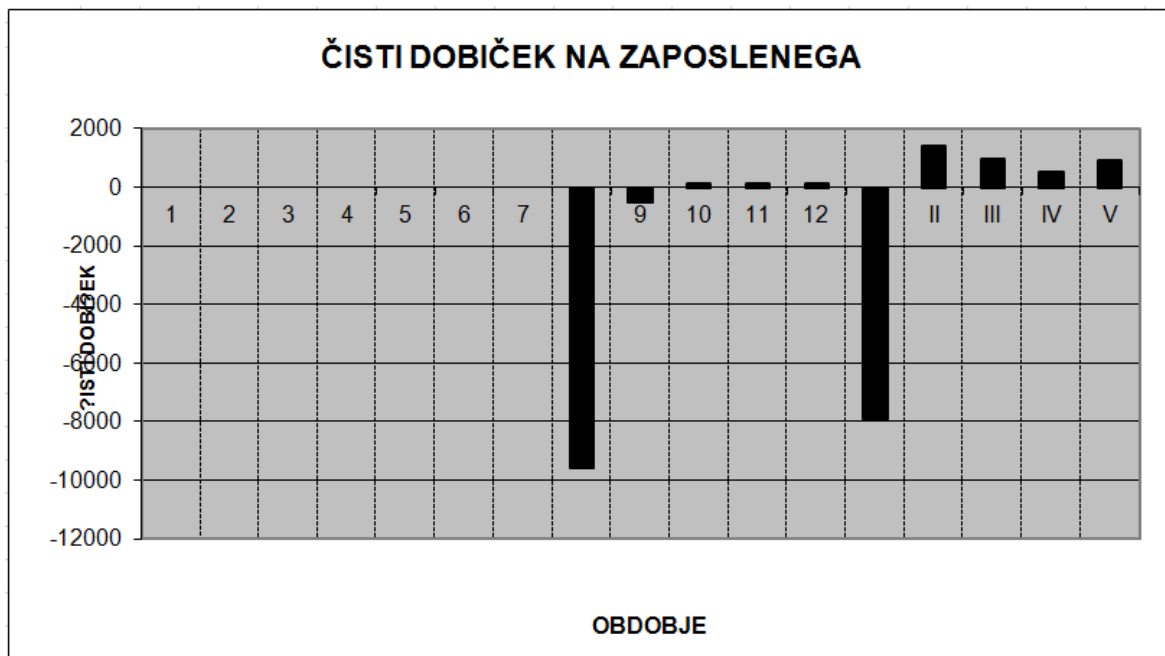 ČISTI DOBIČEK NA ZAPOSLENEGA
2000
0
-2000
-4000
-6000
-8000
-10000
-12000
?ISTI DOBIŠEK
1 2 3 4 5 6 7 9 10 11 12 II III IV V
OBDOBJE